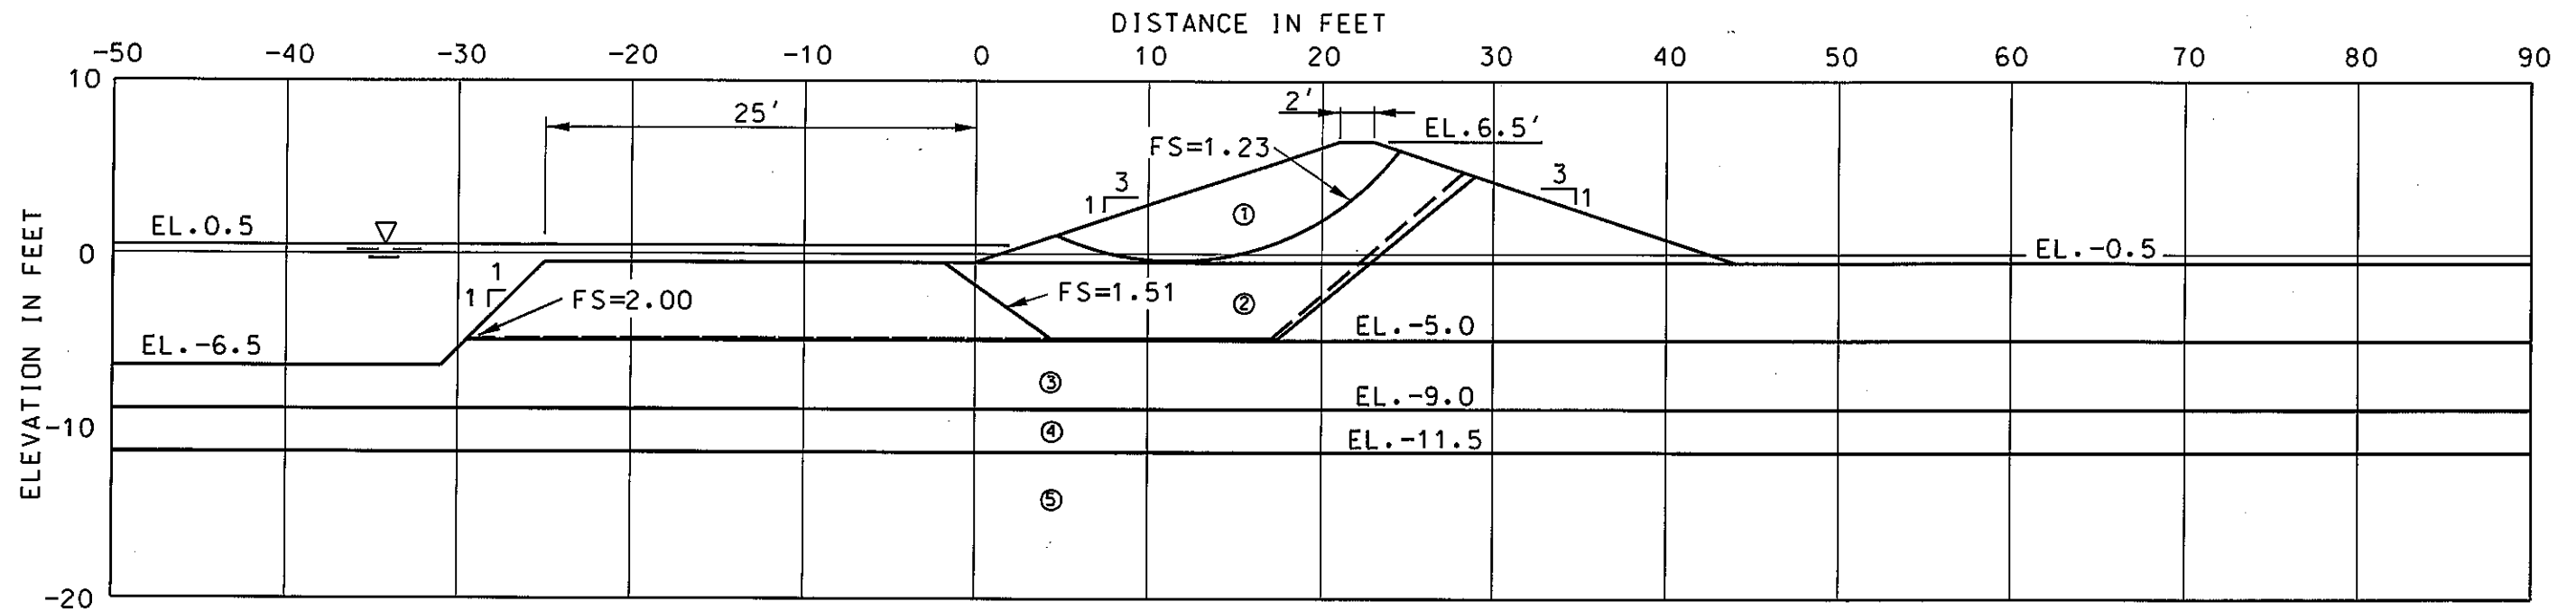 DISTANCE IN FEET
-50 -40 -30 -20 -10 0 10 20 30 40 50 60 70 80 90
10
2'
25'
EL.6.5'
FS=1.23
3
1
3
1
①
EL.0.5
0
EL.-0.5
1
1
FS=2.00
FS=1.51
②
EL.-5.0
EL.-6.5
③
EL.-9.0
-10
④
EL.-11.5
⑤
-20
ELEVATION IN FEET